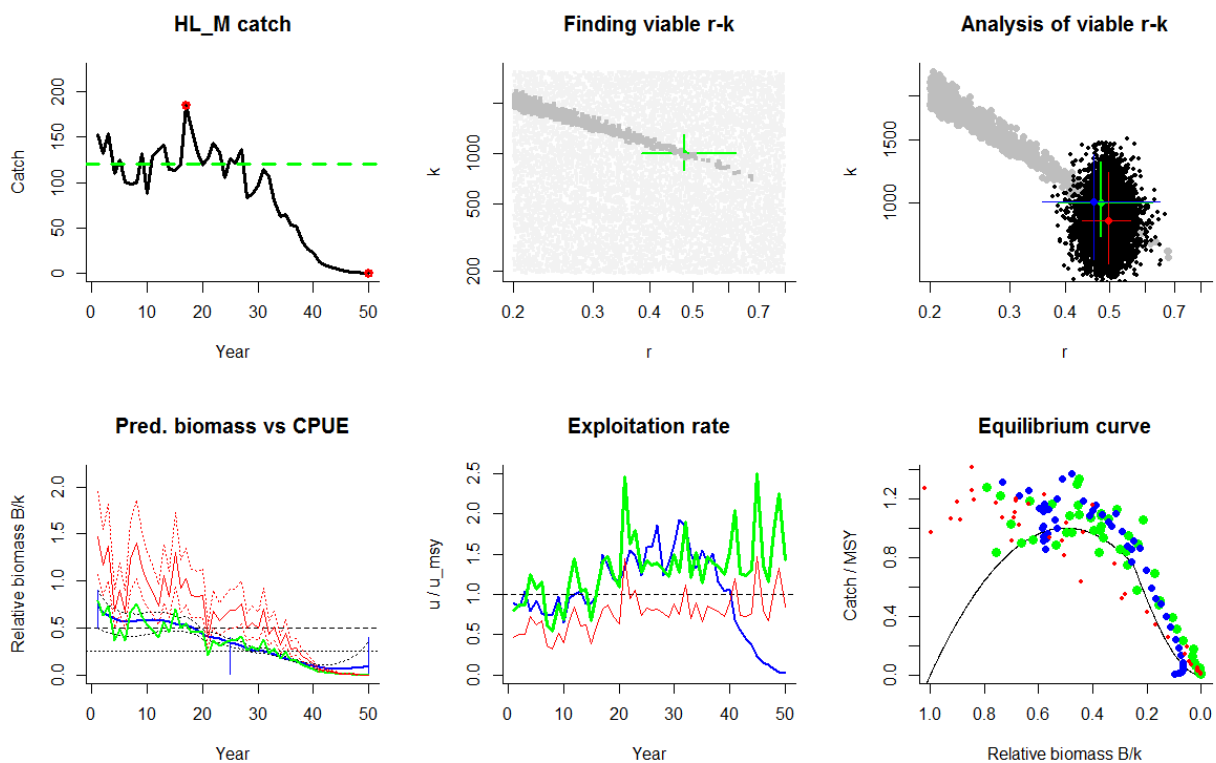 HL_M catch
Catch
200
150
100
50
0
0 10 20 30 40 50
Year
Finding viable r-k
k
1000
500
200
0.2 0.3 0.4 0.5 0.7
r
Analysis of viable r-k
k
1500
1000
0.2 0.3 0.4 0.5 0.7
r
Pred. biomass vs CPUE
Relative biomass B/k
2.0
1.5
1.0
0.5
0.0
0 10 20 30 40 50
Year
Exploitation rate
u / u_msy
2.5
2.0
1.5
1.0
0.5
0.0
0 10 20 30 40 50
Year
Equilibrium curve
Catch / MSY
1.2
0.8
0.4
0.0
1.0 0.8 0.6 0.4 0.2 0.0
Relative biomass B/k